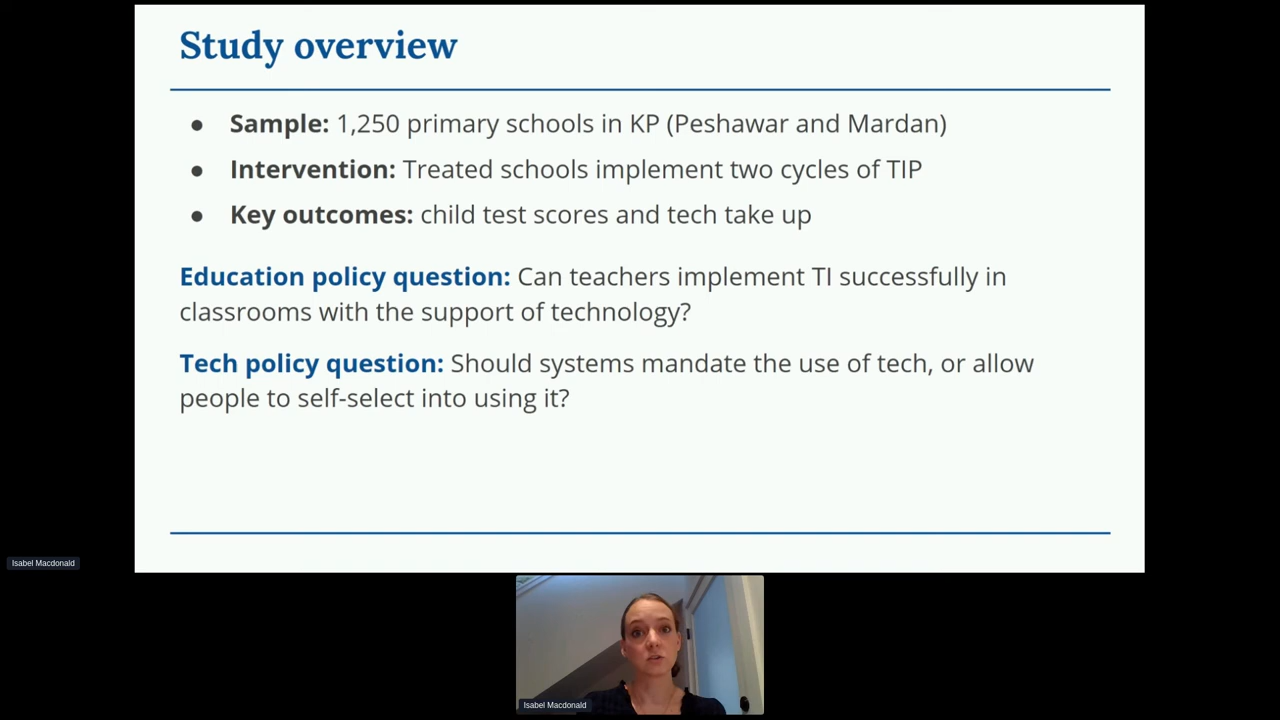 Study overview
● Sample: 1,250 primary schools in KP (Peshawar and Mardan)
● Intervention: Treated schools implement two cycles of TIP
● Key outcomes: child test scores and tech take up
Education policy question: Can teachers implement TI successfully in
classrooms with the support of technology?
Tech policy question: Should systems mandate the use of tech, or allow
people to self-select into using it?
Isabel Macdonald
Isabel Macdonald